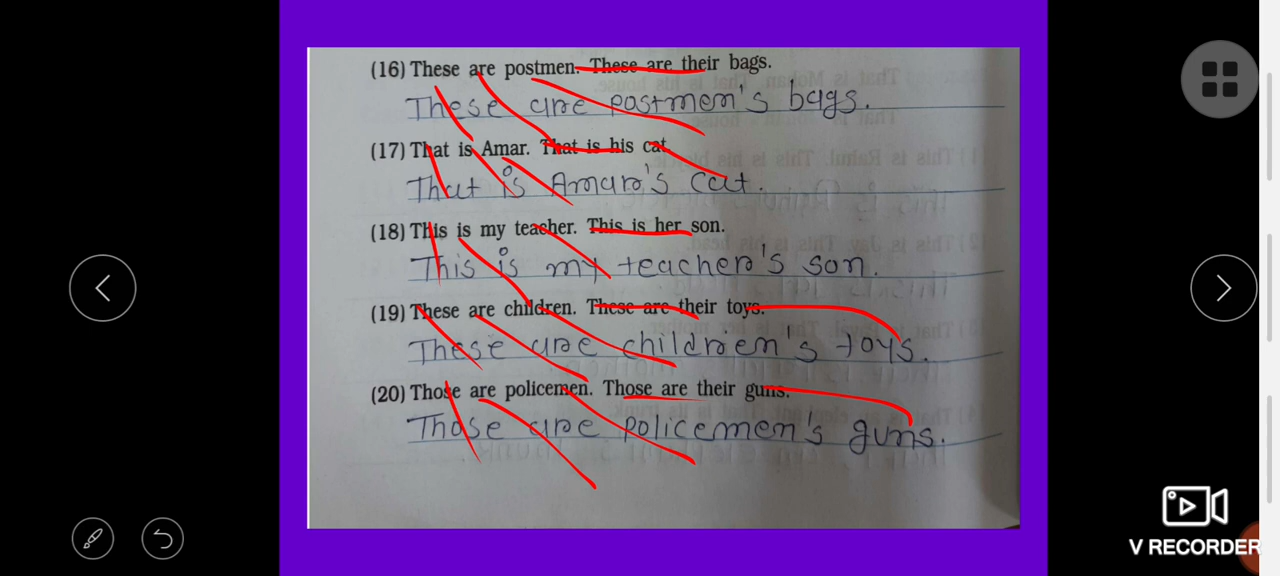 (16) These are postmen. These are their bags.
These are postmen's bags.
(17) That is Amar. That is his cat.
That is Amar's cat.
(18) This is my teacher. This is her son.
This is my teacher's son.
(19) These are children. These are their toys.
These are children's toys.
(20) Those are policemen. Those are their guns.
Those are policemen's guns.
V RECORDER